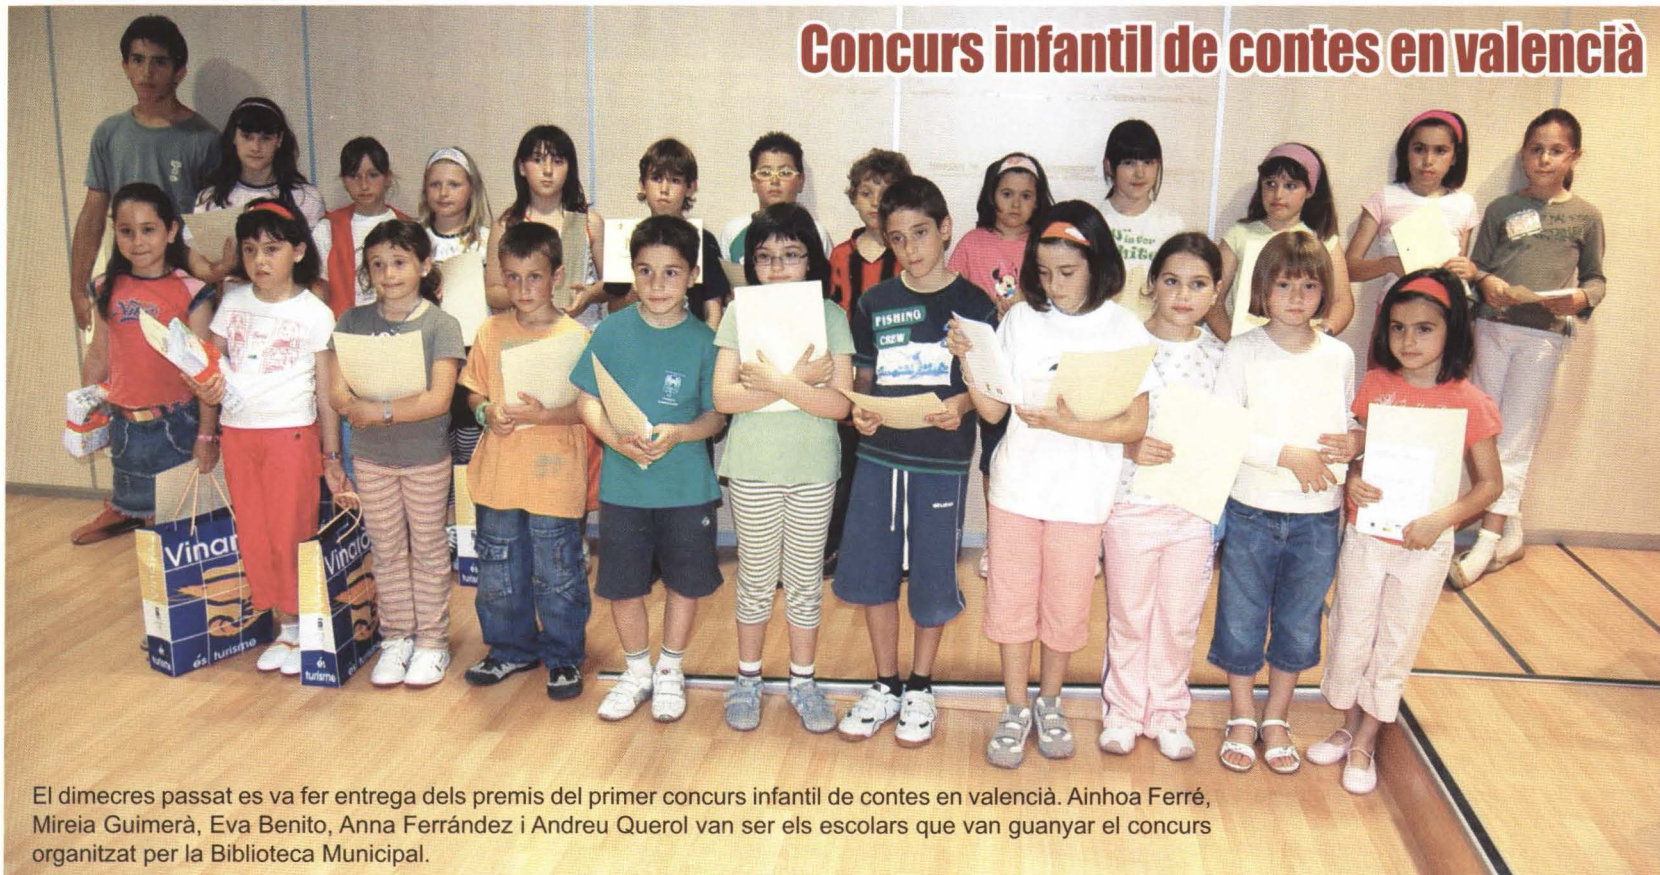 Concurs infantil de contes en valencià
FISHING
CREW
és turisme
és
turisme
El dimecres passat es va fer entrega dels premis del primer concurs infantil de contes en valencià. Ainhoa Ferré,
Mireia Guimerà, Eva Benito, Anna Ferrández i Andreu Querol van ser els escolars que van guanyar el concurs
organitzat per la Biblioteca Municipal.